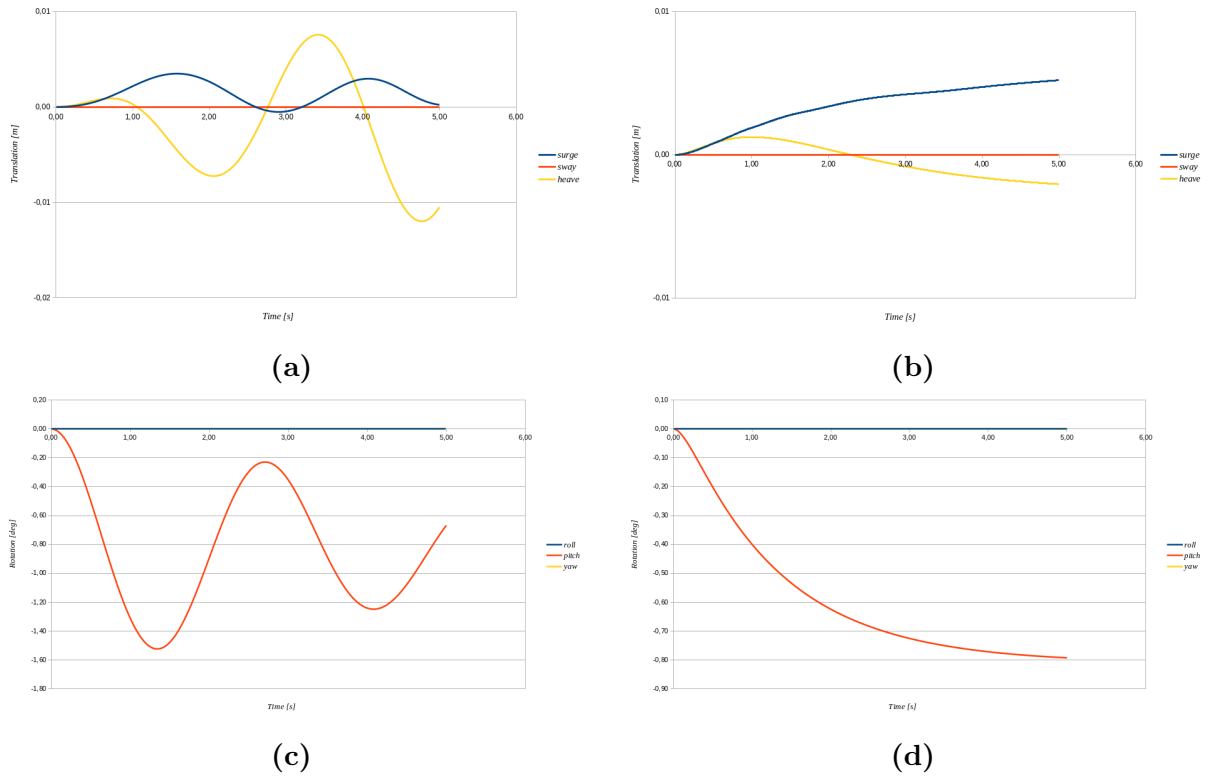 0,01
0,00
-0,01
-0,02
Translation [m]
0,00 1,00 2,00 3,00 4,00 5,00 6,00
surge
sway
heave
Time [s]
(a)
0,01
0,00
-0,01
Translation [m]
0,00 1,00 2,00 3,00 4,00 5,00 6,00
surge
sway
heave
Time [s]
(b)
0,20
0,00
-0,20
-0,40
-0,60
-0,80
-1,00
-1,20
-1,40
-1,60
-1,80
Rotation [deg]
0,00 1,00 2,00 3,00 4,00 5,00 6,00
roll
pitch
yaw
Time [s]
(c)
0,10
0,00
-0,10
-0,20
-0,30
-0,40
-0,50
-0,60
-0,70
-0,80
-0,90
Rotation [deg]
0,00 1,00 2,00 3,00 4,00 5,00 6,00
roll
pitch
yaw
Time [s]
(d)